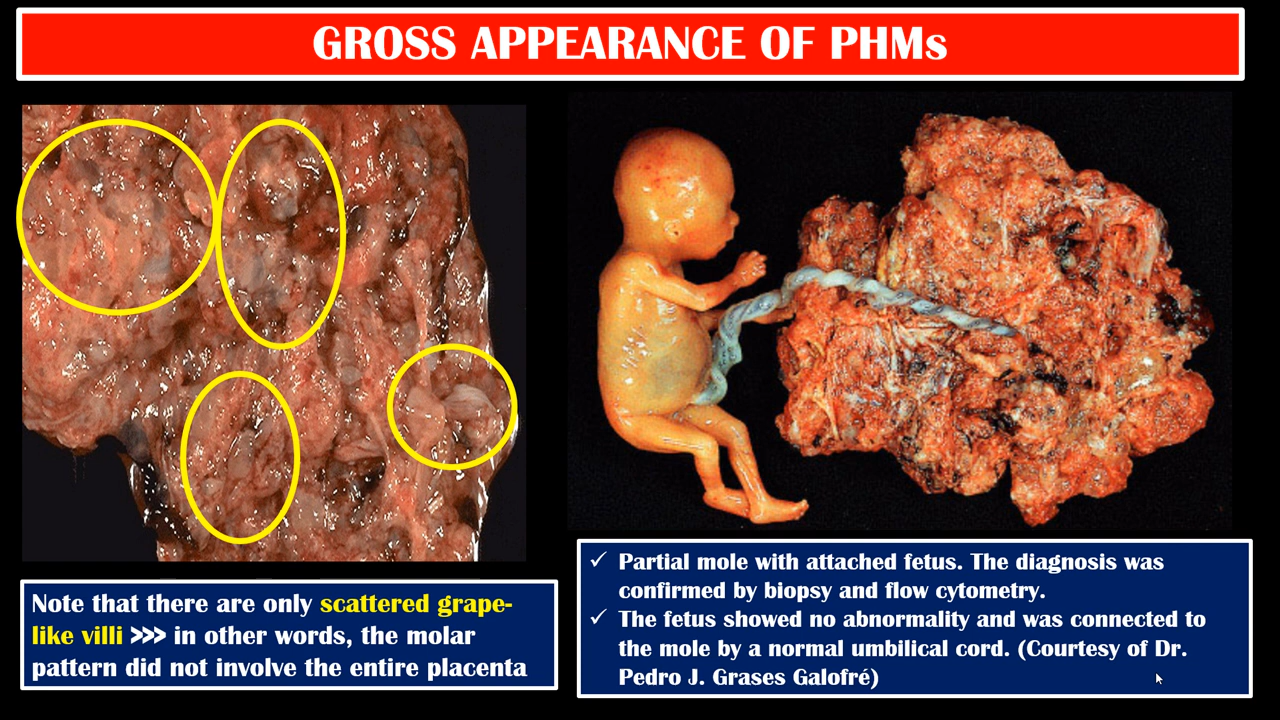 GROSS APPEARANCE OF PHMs
Note that there are only scattered grape-
like villi >>> in other words, the molar
pattern did not involve the entire placenta
✓ Partial mole with attached fetus. The diagnosis was
confirmed by biopsy and flow cytometry.
✓ The fetus showed no abnormality and was connected to
the mole by a normal umbilical cord. (Courtesy of Dr.
Pedro J. Grases Galofré)